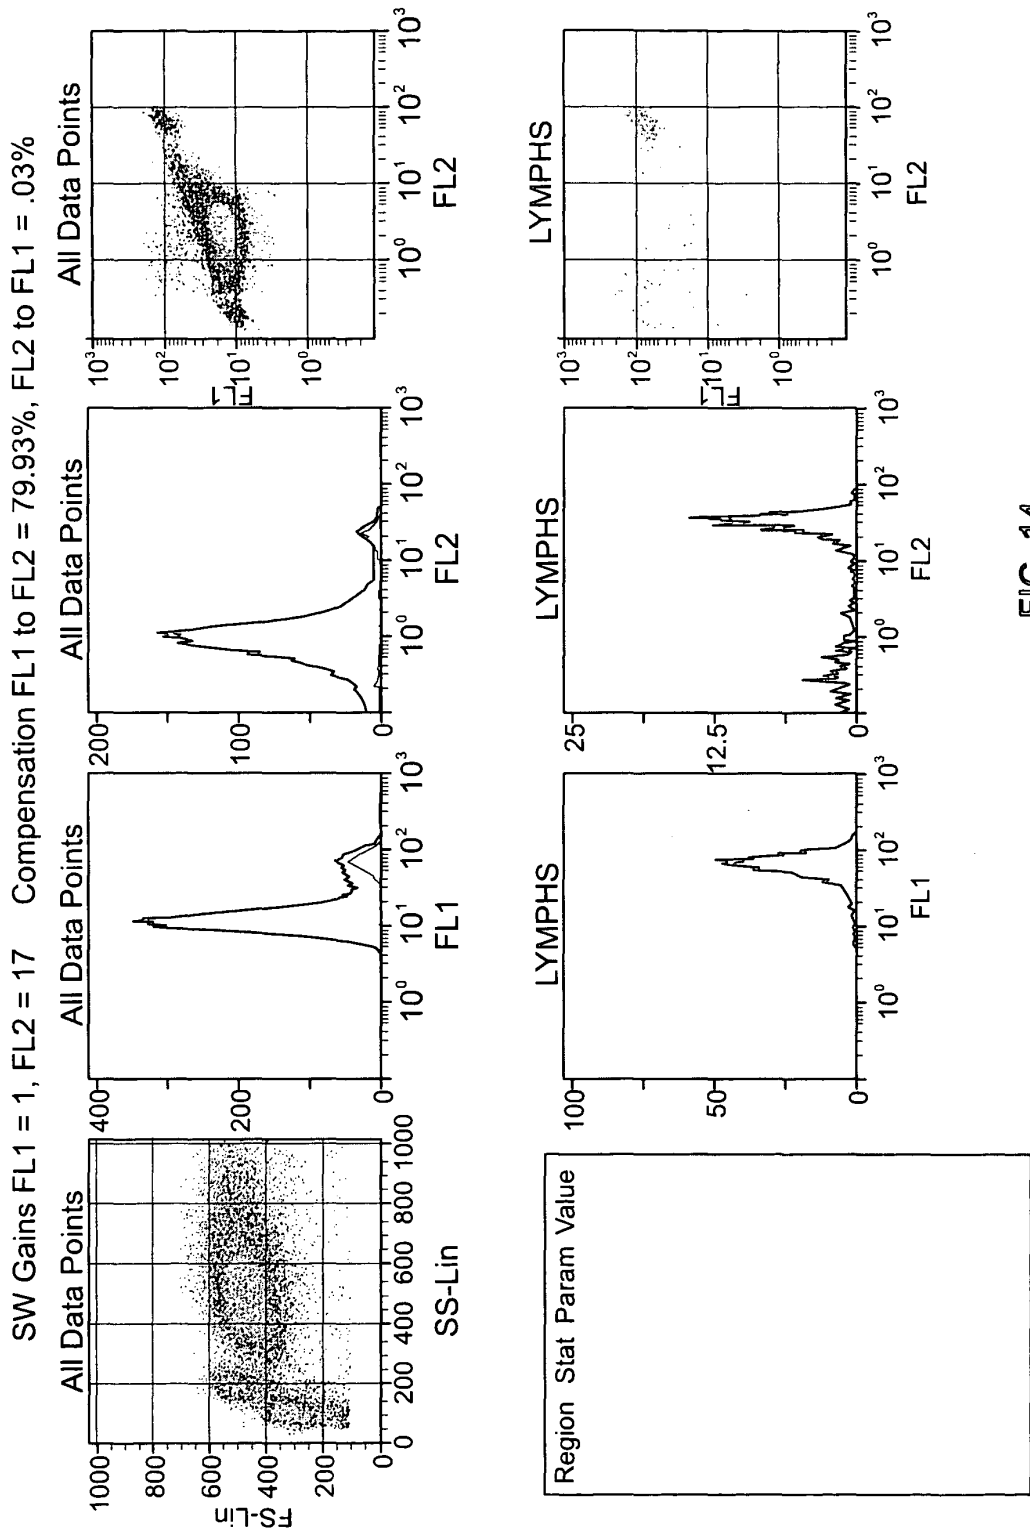 SW Gains FL1 = 1, FL2 = 17 Compensation FL1 to FL2 = 79.93%, FL2 to FL1 = .03%
All Data Points
1000
800
600
400
200
0
FS-Lin
0 200 400 600 800 1000
SS-Lin
All Data Points
400
200
0
10⁰ 10¹ 10² 10³
FL1
All Data Points
200
100
0
10⁰ 10¹ 10² 10³
FL2
All Data Points
10³
10²
10¹
10⁰
FL1
10⁰ 10¹ 10² 10³
FL2
Region Stat Param Value
LYMPHS
100
50
0
10⁰ 10¹ 10² 10³
FL1
LYMPHS
25
12.5
0
10⁰ 10¹ 10² 10³
FL2
LYMPHS
10³
10²
10¹
10⁰
FL1
10⁰ 10¹ 10² 10³
FL2
FIG. 14